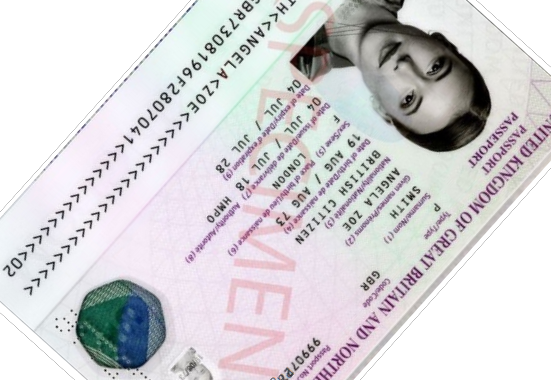 UNITED KINGDOM OF GREAT BRITAIN AND NORTHE
PASSPORT
PASSEPORT
Type/Type
Code/Code
Passport No
P
GBR
9990728
Surname/Nom (1)
SMITH
Given names/Prénoms (2)
ANGELA ZOE
Nationality/Nationalité (3)
BRITISH CITIZEN
Date of birth/Date de naissance (4)
19 AUG / AUG 73
Sex/Sexe (5)
Place of birth/Lieu de naissance (6)
F
LONDON
Date of issue/Date de délivrance (7)
Authority/Autorité (8)
04 JUL / JUL 18
HMPO
Date of expiry/Date d'expiration (9)
04 JUL / JUL 28
SPECIMEN
TH<<ANGELA<ZOE<<<<<<<<<<<<<<<<
GBR7308196F2807041<<<<<<<<<<<<<<02